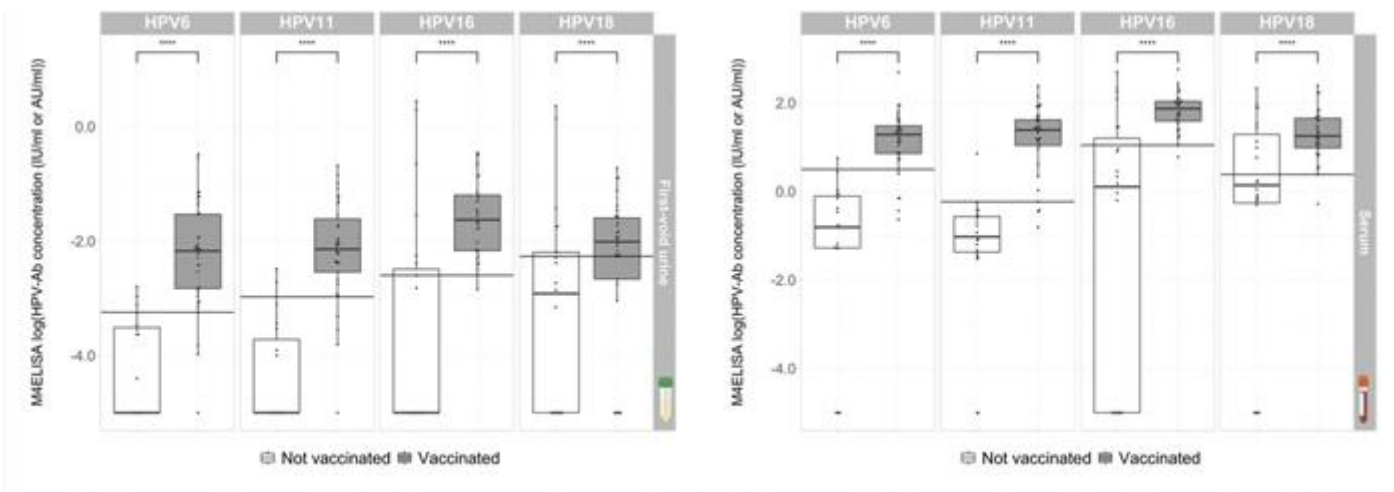 HPV6 HPV11 HPV16 HPV18
**** **** **** ****
M4ELISA log(HPV-Ab concentration (IU/ml or AU/ml))
0.0
-2.0
-4.0
First-void urine
Not vaccinated Vaccinated
HPV6 HPV11 HPV16 HPV18
**** **** **** ****
M4ELISA log(HPV-Ab concentration (IU/ml or AU/ml))
2.0
0.0
-2.0
-4.0
Serum
Not vaccinated Vaccinated